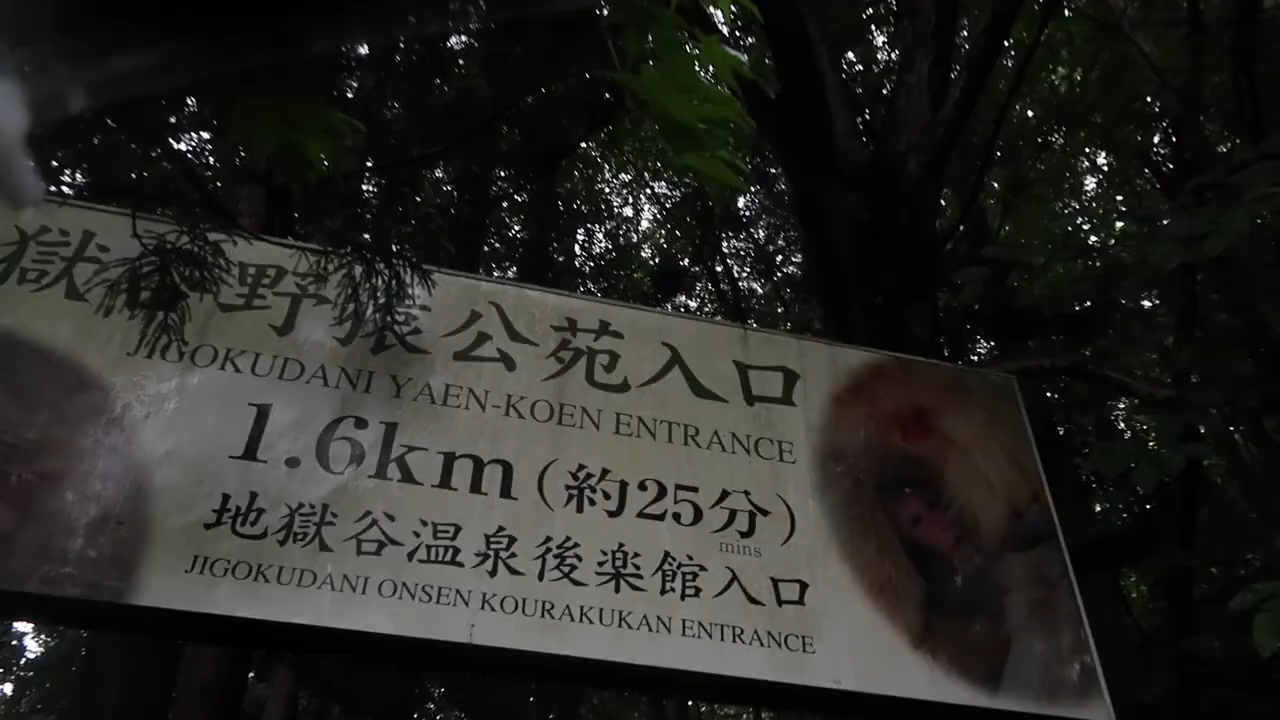 獄谷野猿公苑入口
JIGOKUDANI YAEN-KOEN ENTRANCE
1.6km(約25分)
mins
地獄谷温泉後楽館入口
JIGOKUDANI ONSEN KOURAKUKAN ENTRANCE